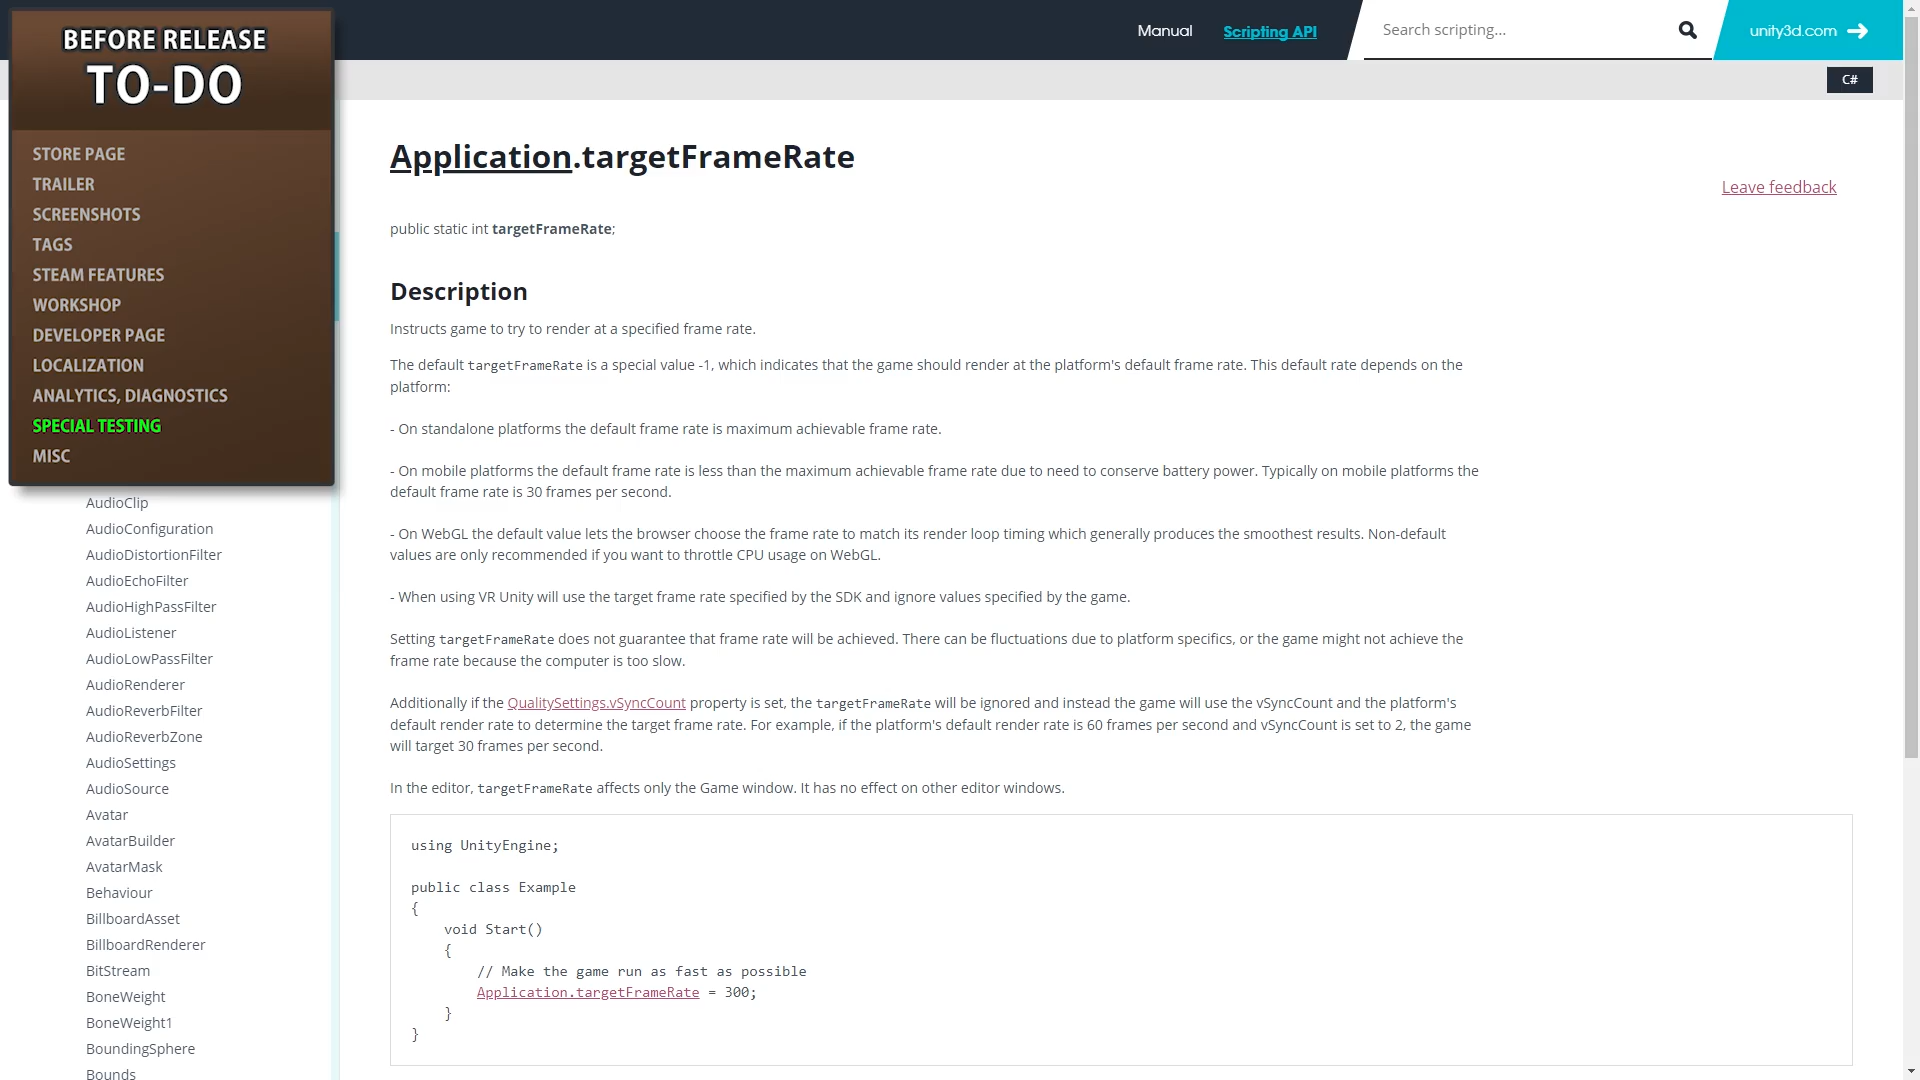 BEFORE RELEASE
TO-DO
STORE PAGE
TRAILER
SCREENSHOTS
TAGS
STEAM FEATURES
WORKSHOP
DEVELOPER PAGE
LOCALIZATION
ANALYTICS, DIAGNOSTICS
SPECIAL TESTING
MISC
Manual
Scripting API
Search scripting...
unity3d.com
C#
AudioClip
AudioConfiguration
AudioDistortionFilter
AudioEchoFilter
AudioHighPassFilter
AudioListener
AudioLowPassFilter
AudioRenderer
AudioReverbFilter
AudioReverbZone
AudioSettings
AudioSource
Avatar
AvatarBuilder
AvatarMask
Behaviour
BillboardAsset
BillboardRenderer
BitStream
BoneWeight
BoneWeight1
BoundingSphere
Bounds
Application.targetFrameRate
Leave feedback
public static int targetFrameRate;
Description
Instructs game to try to render at a specified frame rate.
The default targetFrameRate is a special value -1, which indicates that the game should render at the platform's default frame rate. This default rate depends on the
platform:
- On standalone platforms the default frame rate is maximum achievable frame rate.
- On mobile platforms the default frame rate is less than the maximum achievable frame rate due to need to conserve battery power. Typically on mobile platforms the
default frame rate is 30 frames per second.
- On WebGL the default value lets the browser choose the frame rate to match its render loop timing which generally produces the smoothest results. Non-default
values are only recommended if you want to throttle CPU usage on WebGL.
- When using VR Unity will use the target frame rate specified by the SDK and ignore values specified by the game.
Setting targetFrameRate does not guarantee that frame rate will be achieved. There can be fluctuations due to platform specifics, or the game might not achieve the
frame rate because the computer is too slow.
Additionally if the QualitySettings.vSyncCount property is set, the targetFrameRate will be ignored and instead the game will use the vSyncCount and the platform's
default render rate to determine the target frame rate. For example, if the platform's default render rate is 60 frames per second and vSyncCount is set to 2, the game
will target 30 frames per second.
In the editor, targetFrameRate affects only the Game window. It has no effect on other editor windows.
using UnityEngine;
public class Example
{
void Start()
{
// Make the game run as fast as possible
Application.targetFrameRate = 300;
}
}